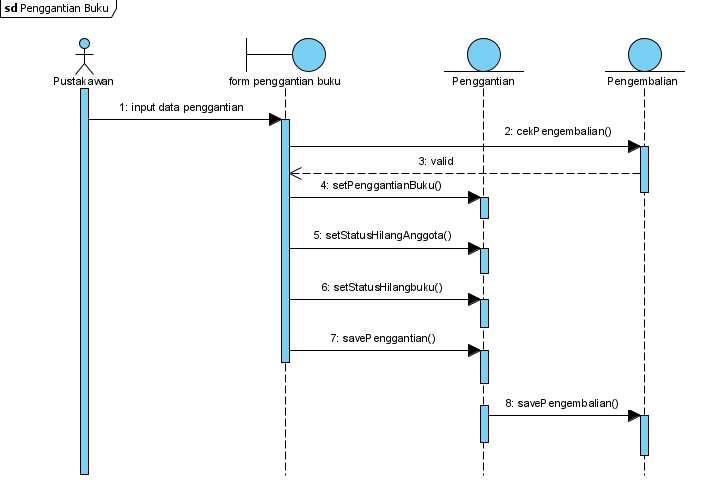 sd Penggantian Buku
Pustakawan
form penggantian buku
Penggantian
Pengembalian
1: input data penggantian
2: cekPengembalian()
3: valid
4: setPenggantianBuku()
5: setStatusHilangAnggota()
6: setStatusHilangbuku()
7: savePenggantian()
8: savePengembalian()